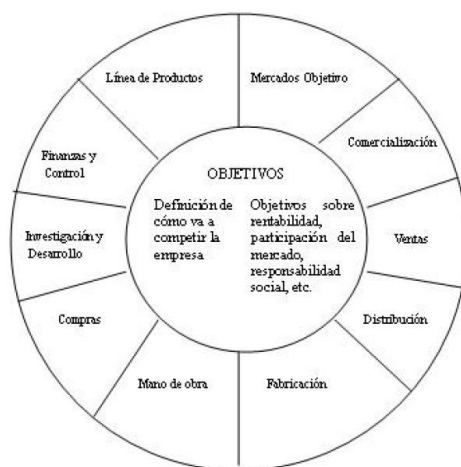 Línea de Productos
Mercados Objetivo
Comercialización
Ventas
Distribución
Fabricación
Mano de obra
Compras
Investigación y
Desarrollo
Finanzas y
Control
OBJETIVOS
Definición de
cómo va a
competir la
empresa
Objetivos sobre
rentabilidad,
participación del
mercado,
responsabilidad
social, etc.